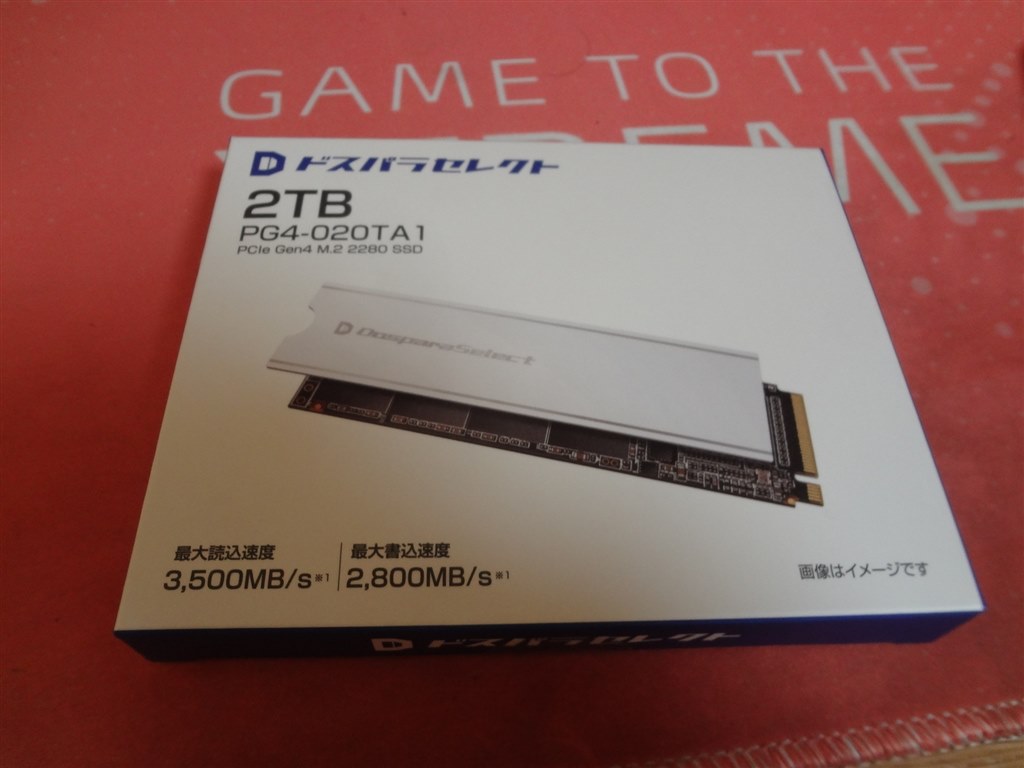 GAME TO THE
ドスパラセレクト
2TB
PG4-020TA1
PCIe Gen4 M.2 2280 SSD
DosparaSelect
最大読込速度
3,500MB/s※1
最大書込速度
2,800MB/s※1
画像はイメージです
ドスパラセレクト